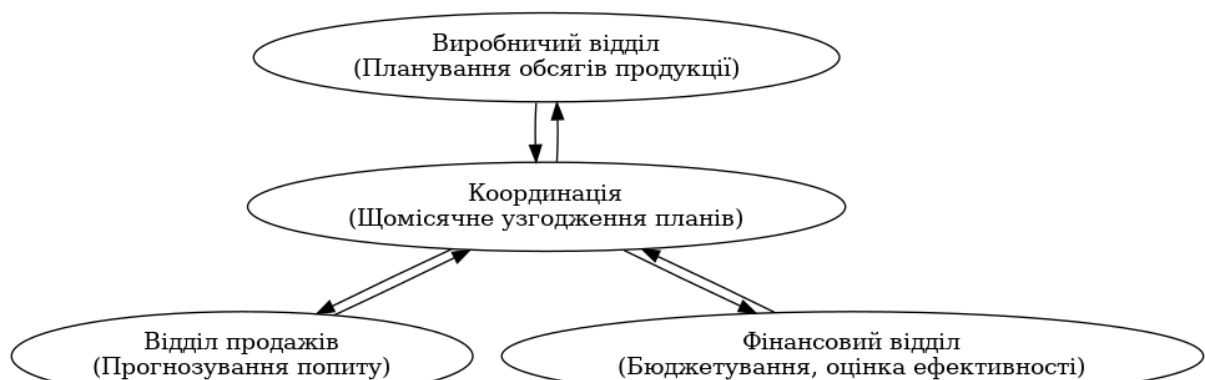 Виробничий відділ
(Планування обсягів продукції)
Координація
(Щомісячне узгодження планів)
Відділ продажів
(Прогнозування попиту)
Фінансовий відділ
(Бюджетування, оцінка ефективності)